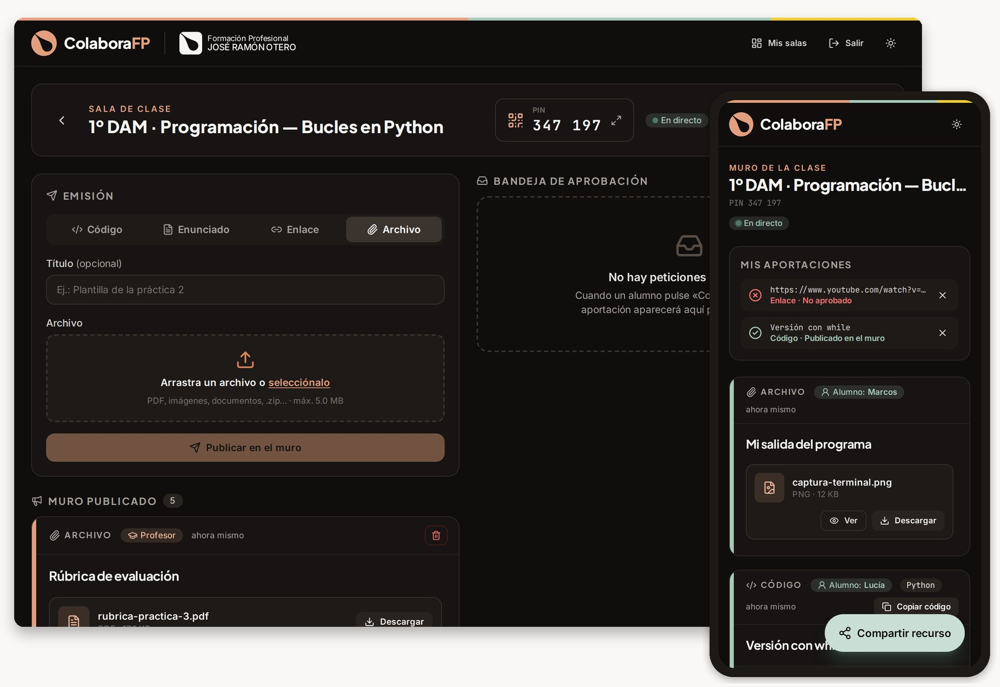 ColaboraFP
Formación Profesional
JOSÉ RAMÓN OTERO
Mis salas
Salir
SALA DE CLASE
1º DAM · Programación — Bucles en Python
PIN
347 197
En directo
EMISIÓN
Código
Enunciado
Enlace
Archivo
Título (opcional)
Ej.: Plantilla de la práctica 2
Archivo
Arrastra un archivo o selecciónalo
PDF, imágenes, documentos, .zip... · máx. 5.0 MB
Publicar en el muro
BANDEJA DE APROBACIÓN
No hay peticiones
Cuando un alumno pulse «Co
aportación aparecerá aquí
MURO PUBLICADO 5
ARCHIVO Profesor ahora mismo
Rúbrica de evaluación
rubrica-practica-3.pdf
Descargar
ColaboraFP
MURO DE LA CLASE
1º DAM · Programación — Bucl...
PIN 347 197
En directo
MIS APORTACIONES
https://www.youtube.com/watch?v=…
Enlace · No aprobado
Versión con while
Código · Publicado en el muro
ARCHIVO Alumno: Marcos
ahora mismo
Mi salida del programa
captura-terminal.png
PNG · 12 KB
Ver
Descargar
CÓDIGO Alumno: Lucía Python
ahora mismo
Copiar código
Versión con wh
Compartir recurso